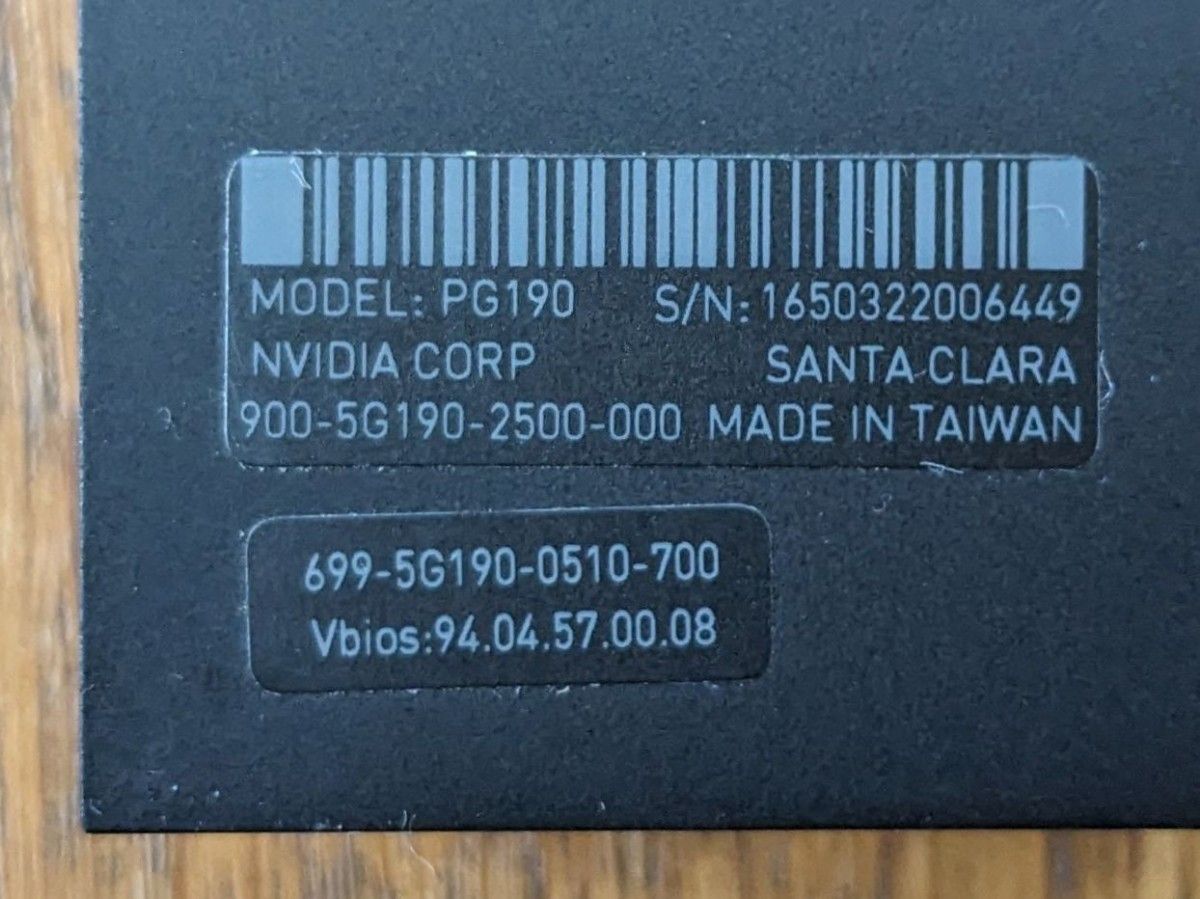 MODEL: PG190 S/N: 1650322006449
NVIDIA CORP SANTA CLARA
900-5G190-2500-000 MADE IN TAIWAN
699-5G190-0510-700
Vbios:94.04.57.00.08